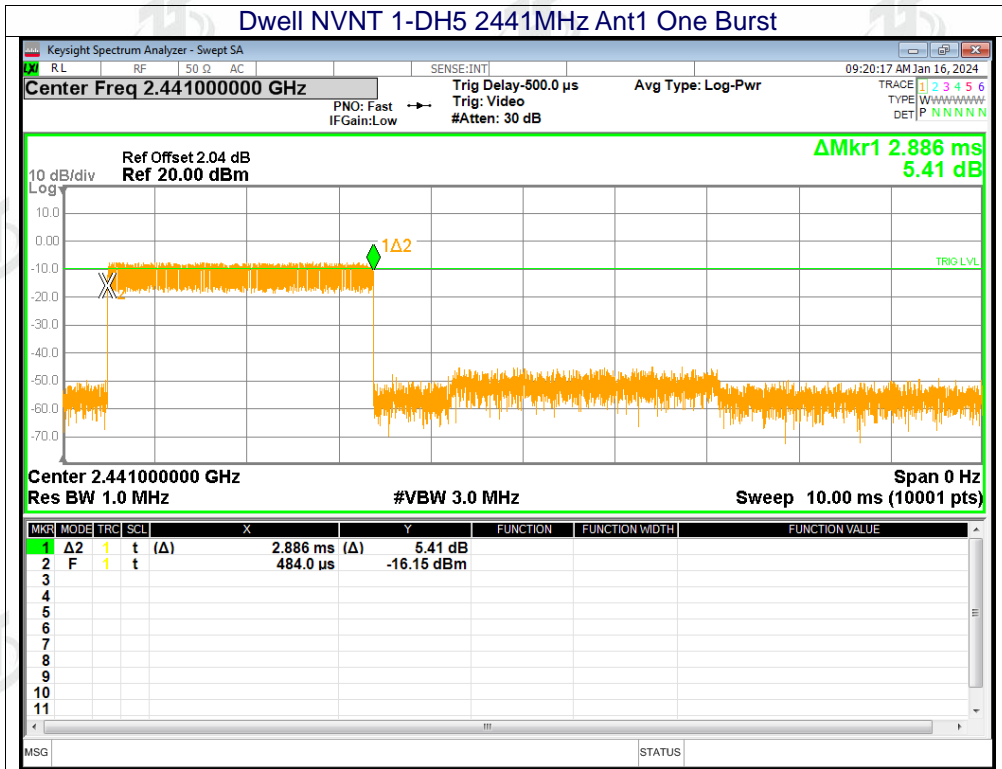 Dwell NVNT 1-DH5 2441MHz Ant1 One Burst
Keysight Spectrum Analyzer - Swept SA
LXI RL RF 50 Ω AC SENSE:INT 09:20:17 AM Jan 16, 2024
Center Freq 2.441000000 GHz Trig Delay-500.0 µs Avg Type: Log-Pwr TRACE 1 2 3 4 5 6
PNO: Fast Trig: Video TYPE WWWWWWW
IFGain:Low #Atten: 30 dB DET P N N N N N
ΔMkr1 2.886 ms
Ref Offset 2.04 dB
10 dB/div Ref 20.00 dBm 5.41 dB
Log
10.0
0.00
1Δ2
-10.0
TRIG LVL
2
-20.0
-30.0
-40.0
-50.0
-60.0
-70.0
Center 2.441000000 GHz Span 0 Hz
Res BW 1.0 MHz #VBW 3.0 MHz Sweep 10.00 ms (10001 pts)
MKR MODE TRC SCL X Y FUNCTION FUNCTION WIDTH FUNCTION VALUE
1 Δ2 1 t (Δ) 2.886 ms (Δ) 5.41 dB
2 F 1 t 484.0 µs -16.15 dBm
3
4
5
6
7
8
9
10
11
MSG STATUS